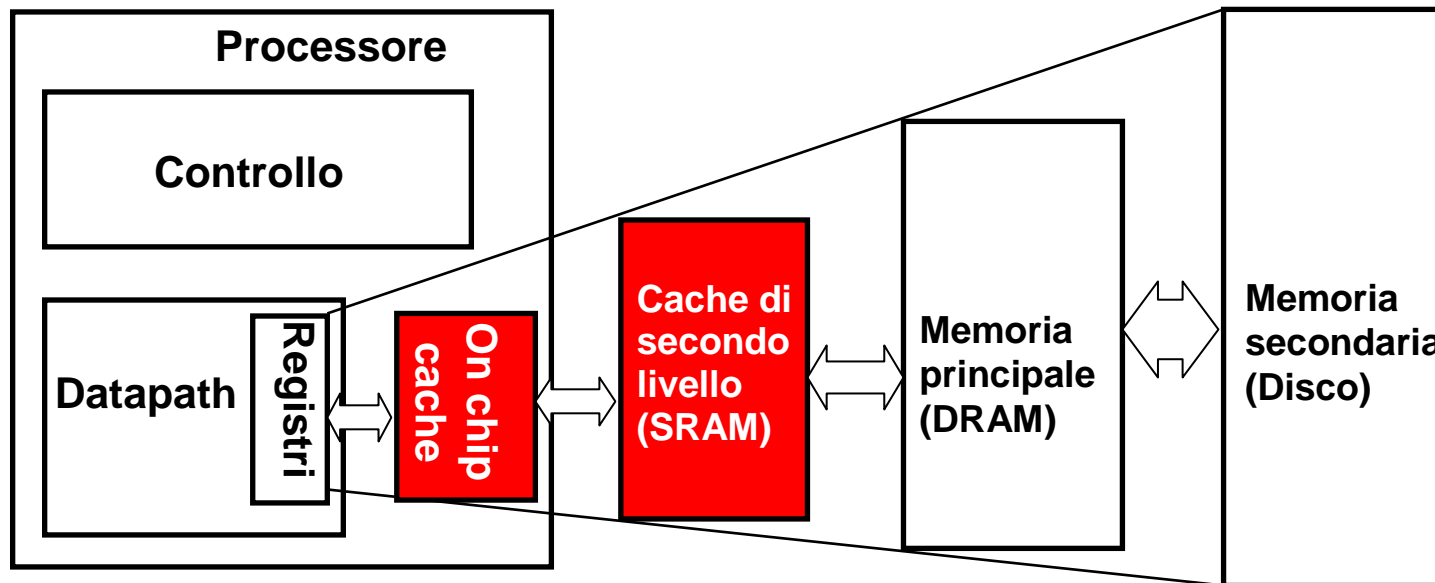 Processore
Controllo
Datapath
Registri
On chip
cache
Cache di
secondo
livello
(SRAM)
Memoria
principale
(DRAM)
Memoria
secondaria
(Disco)